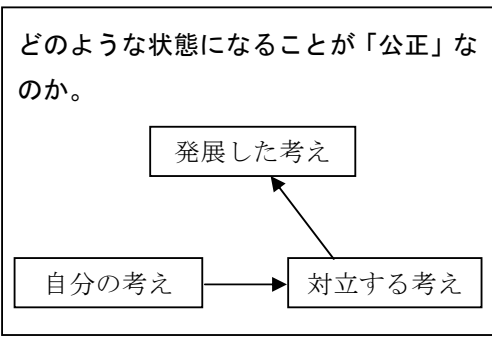 どのような状態になることが「公正」な
のか。
発展した考え
自分の考え
対立する考え